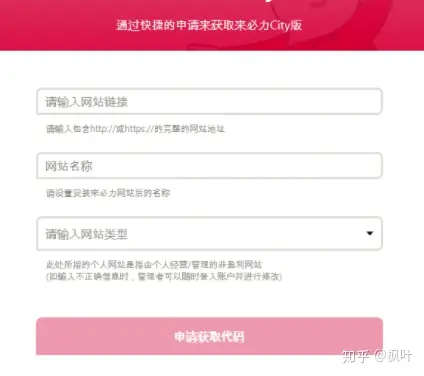 通过快捷的申请来获取来必力City版
请输入网站链接
请输入包含http://或https://的完整的网站地址
网站名称
请设置安装来必力网站后的名称
请输入网站类型
此处所指的个人网站是指由个人经营/管理的非盈利网站
(如输入不正确信息时，管理者可以随时登入账户并进行修改)
申请获取代码
知乎 @枫叶